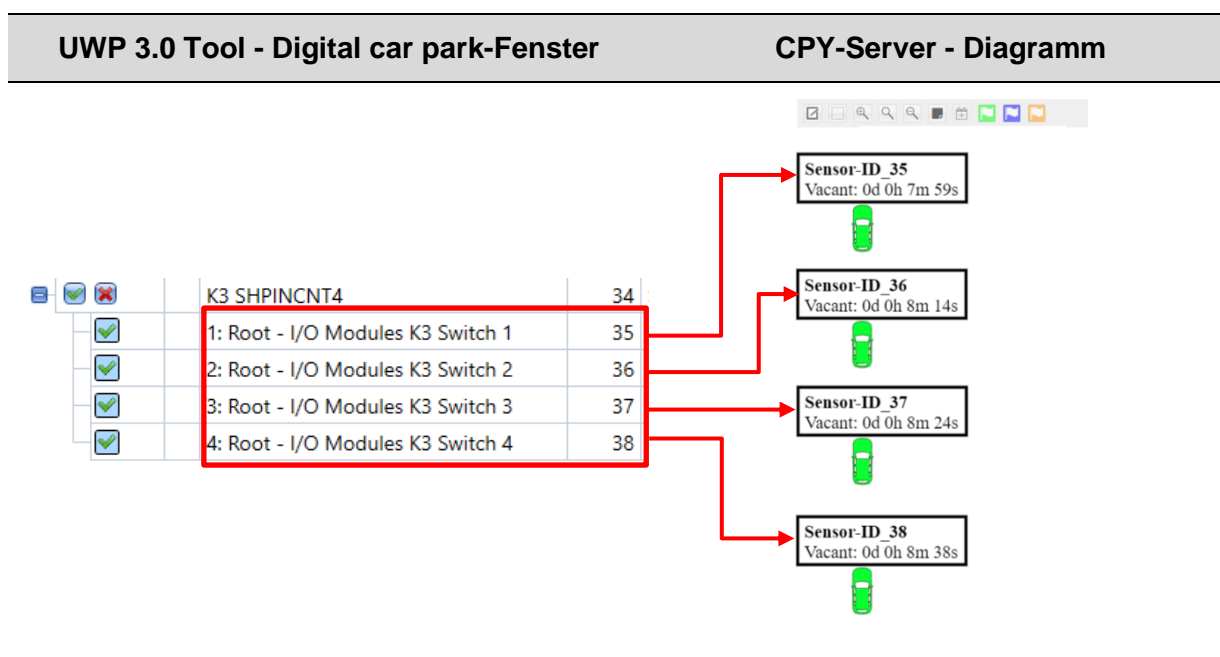 UWP 3.0 Tool - Digital car park-Fenster CPY-Server - Diagramm
Sensor-ID_35
Vacant: 0d 0h 7m 59s
K3 SHPINCNT4 34
1: Root - I/O Modules K3 Switch 1 35
2: Root - I/O Modules K3 Switch 2 36
3: Root - I/O Modules K3 Switch 3 37
4: Root - I/O Modules K3 Switch 4 38
Sensor-ID_36
Vacant: 0d 0h 8m 14s
Sensor-ID_37
Vacant: 0d 0h 8m 24s
Sensor-ID_38
Vacant: 0d 0h 8m 38s